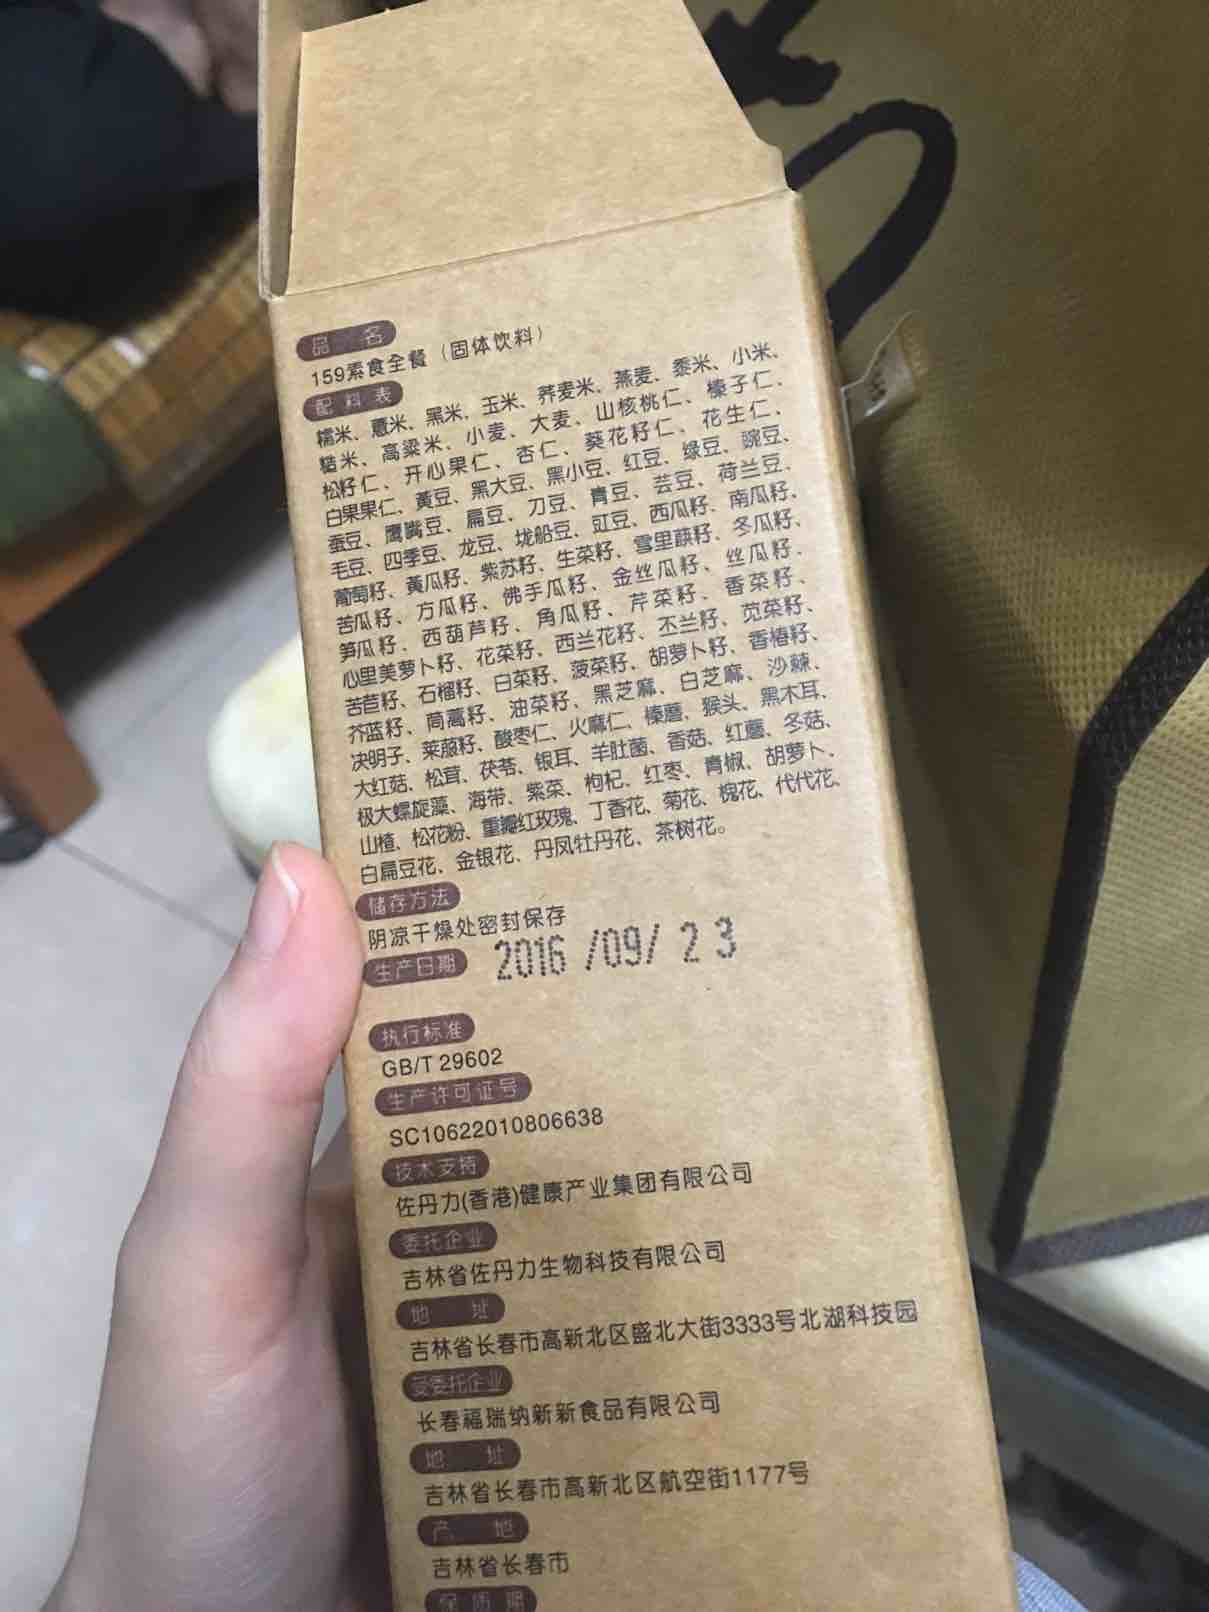 品 名
159素食全餐（固体饮料）
配 料 表
糯米、薏米、黑米、玉米、荞麦米、燕麦、黍米、小米、
糙米、高粱米、小麦、大麦、山核桃仁、榛子仁、
松籽仁、开心果仁、杏仁、葵花籽仁、花生仁、
白果果仁、黄豆、黑大豆、黑小豆、红豆、绿豆、豌豆、
蚕豆、鹰嘴豆、扁豆、刀豆、青豆、芸豆、荷兰豆、
毛豆、四季豆、龙豆、垅船豆、豇豆、西瓜籽、南瓜籽、
葡萄籽、黄瓜籽、紫苏籽、生菜籽、雪里蕻籽、冬瓜籽、
苦瓜籽、方瓜籽、佛手瓜籽、金丝瓜籽、丝瓜籽、
笋瓜籽、西葫芦籽、角瓜籽、芹菜籽、香菜籽、
心里美萝卜籽、花菜籽、西兰花籽、丕兰籽、苋菜籽、
苦苣籽、石榴籽、白菜籽、菠菜籽、胡萝卜籽、香椿籽、
芥蓝籽、茼蒿籽、油菜籽、黑芝麻、白芝麻、沙棘、
决明子、莱菔籽、酸枣仁、火麻仁、榛蘑、猴头、黑木耳、
大红菇、松茸、茯苓、银耳、羊肚菌、香菇、红蘑、冬菇、
极大螺旋藻、海带、紫菜、枸杞、红枣、青椒、胡萝卜、
山楂、松花粉、重瓣红玫瑰、丁香花、菊花、槐花、代代花、
白扁豆花、金银花、丹凤牡丹花、茶树花。
储存方法
阴凉干燥处密封保存
生产日期 2016 /09/ 23
执行标准
GB/T 29602
生产许可证号
SC10622010806638
技术支持
佐丹力(香港)健康产业集团有限公司
委托企业
吉林省佐丹力生物科技有限公司
地 址
吉林省长春市高新北区盛北大街3333号北湖科技园
受委托企业
长春福瑞纳新新食品有限公司
地 址
吉林省长春市高新北区航空街1177号
产 地
吉林省长春市
保 质 期